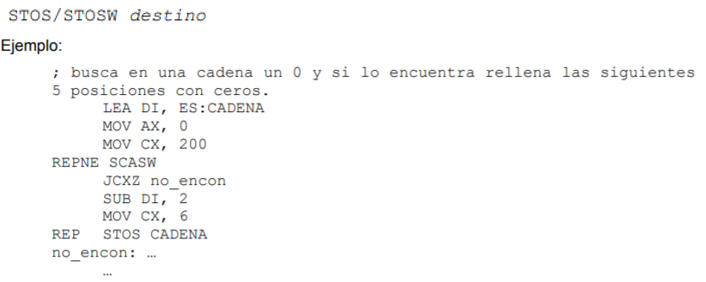 STOS/STOSW destino
Ejemplo:
; busca en una cadena un 0 y si lo encuentra rellena las siguientes
5 posiciones con ceros.
LEA DI, ES:CADENA
MOV AX, 0
MOV CX, 200
REPNE SCASW
JCXZ no_encon
SUB DI, 2
MOV CX, 6
REP STOS CADENA
no_encon: …
…